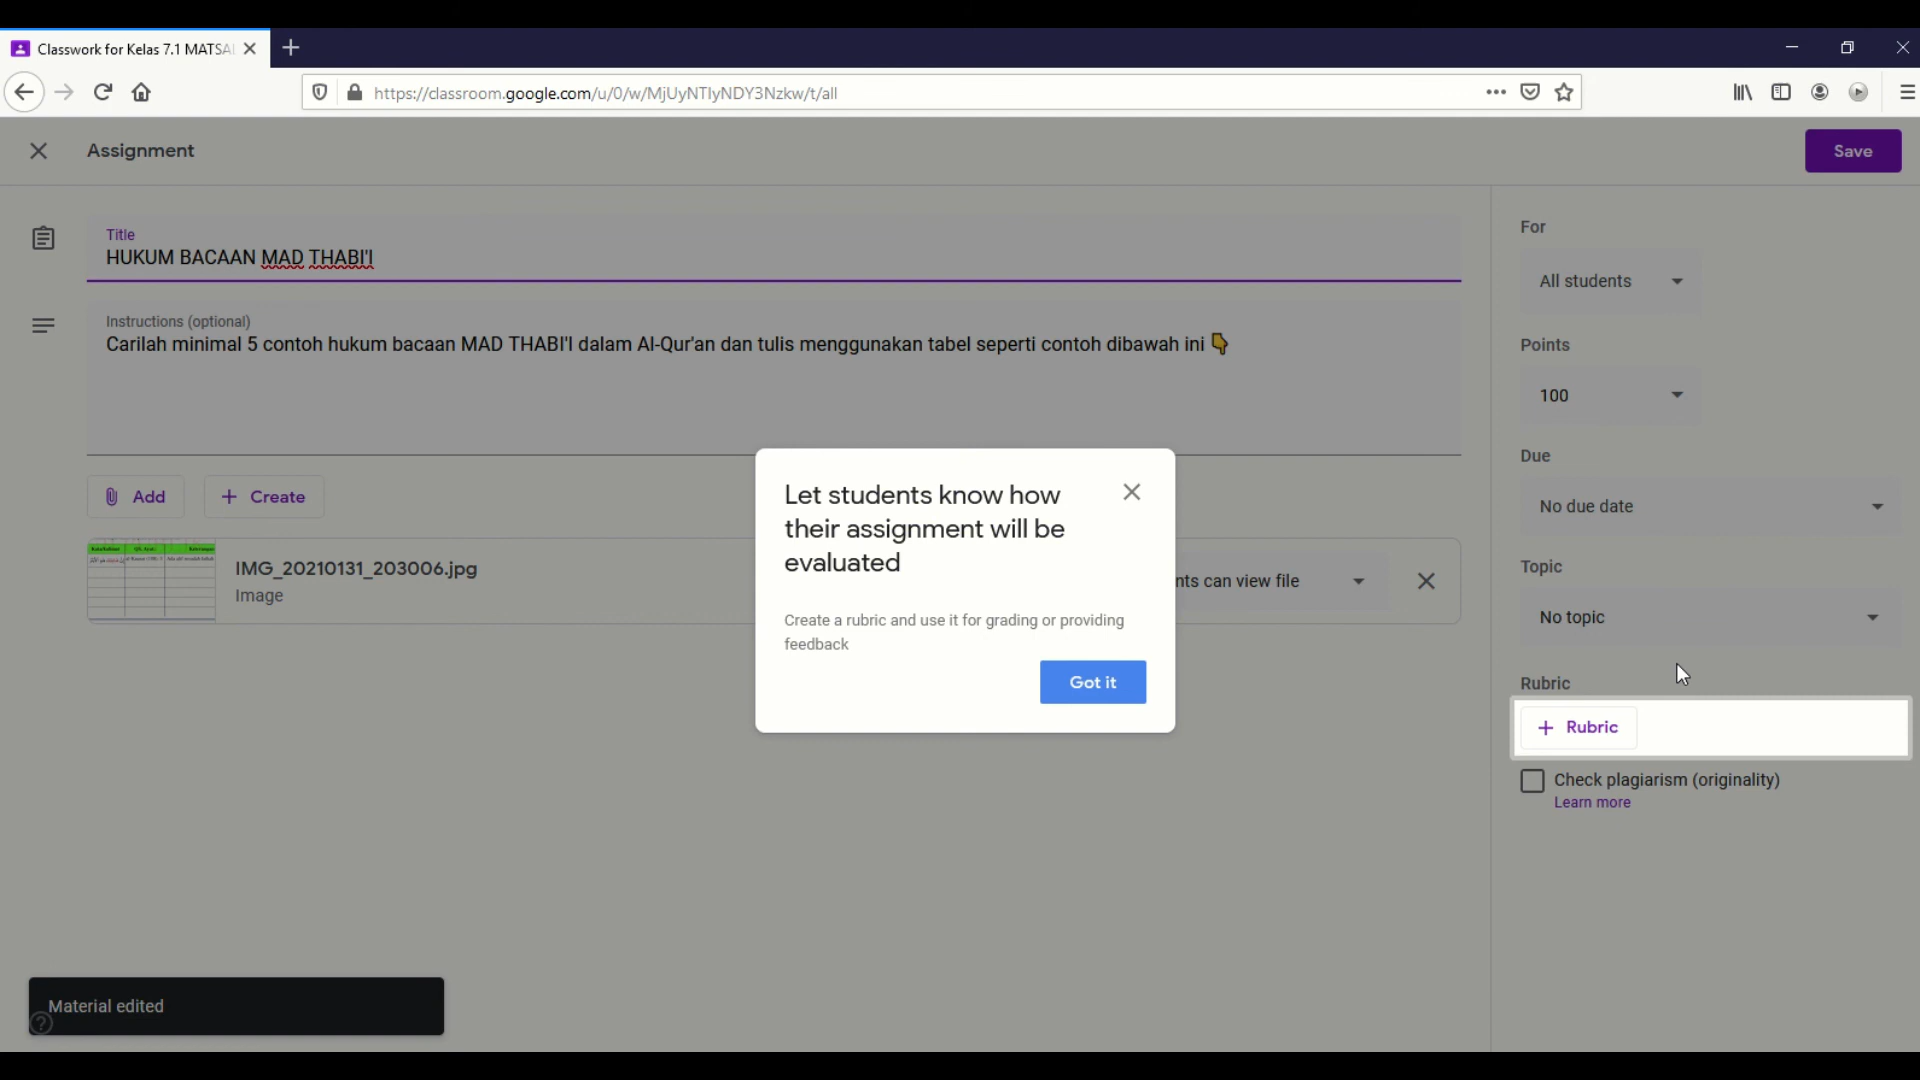 Classwork for Kelas 7.1 MATSA
https://classroom.google.com/u/0/w/MjUyNTIyNDY3Nzkw/t/all
Assignment
Save
Title
HUKUM BACAAN MAD THABI'I
Instructions (optional)
Carilah minimal 5 contoh hukum bacaan MAD THABI'I dalam Al-Qur'an dan tulis menggunakan tabel seperti contoh dibawah ini 👇
Add
Create
IMG_20210131_203006.jpg
Image
nts can view file
Let students know how
their assignment will be
evaluated
Create a rubric and use it for grading or providing
feedback
Got it
For
All students
Points
100
Due
No due date
Topic
No topic
Rubric
+ Rubric
Check plagiarism (originality)
Learn more
Material edited